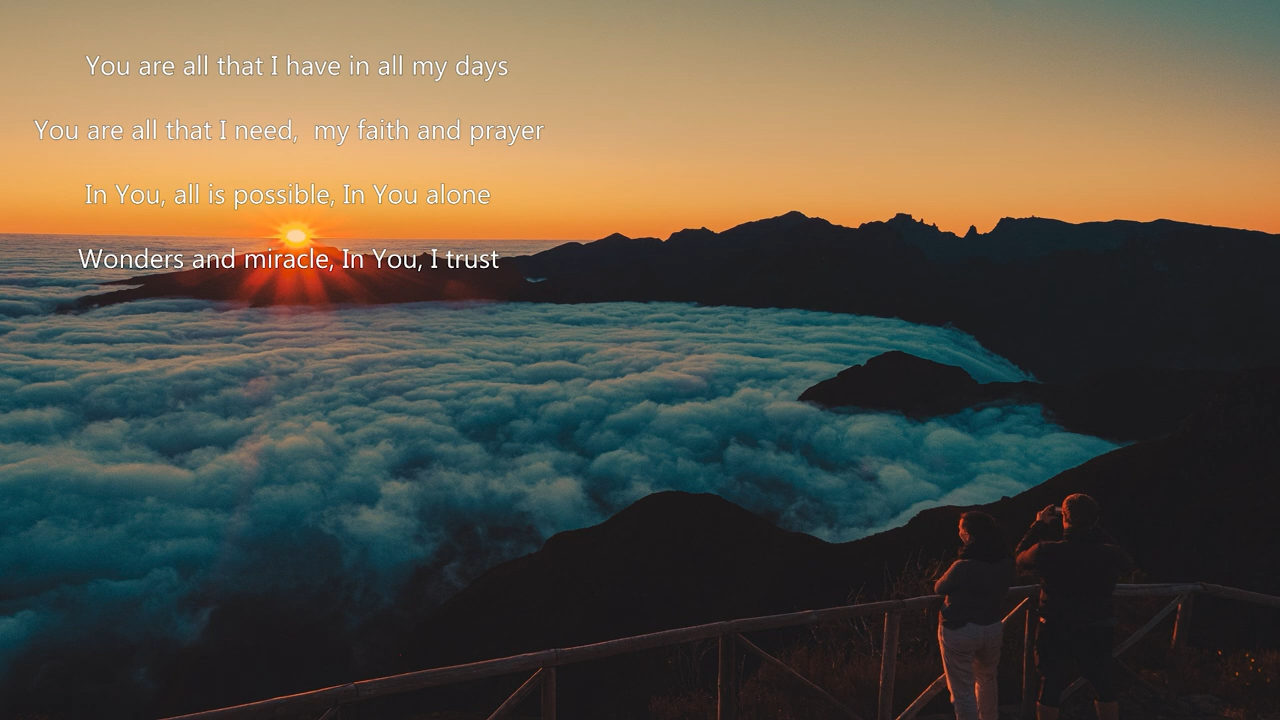 You are all that I have in all my days
You are all that I need,  my faith and prayer
In You, all is possible, In You alone
Wonders and miracle, In You, I trust